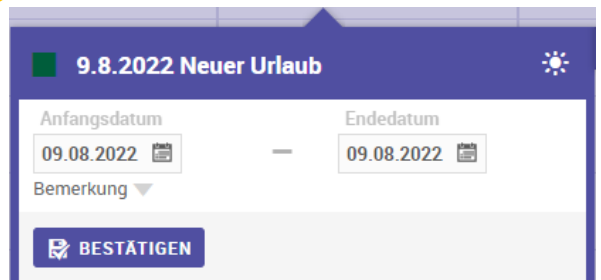 9.8.2022 Neuer Urlaub
Anfangsdatum Endedatum
09.08.2022 — 09.08.2022
Bemerkung
BESTÄTIGEN